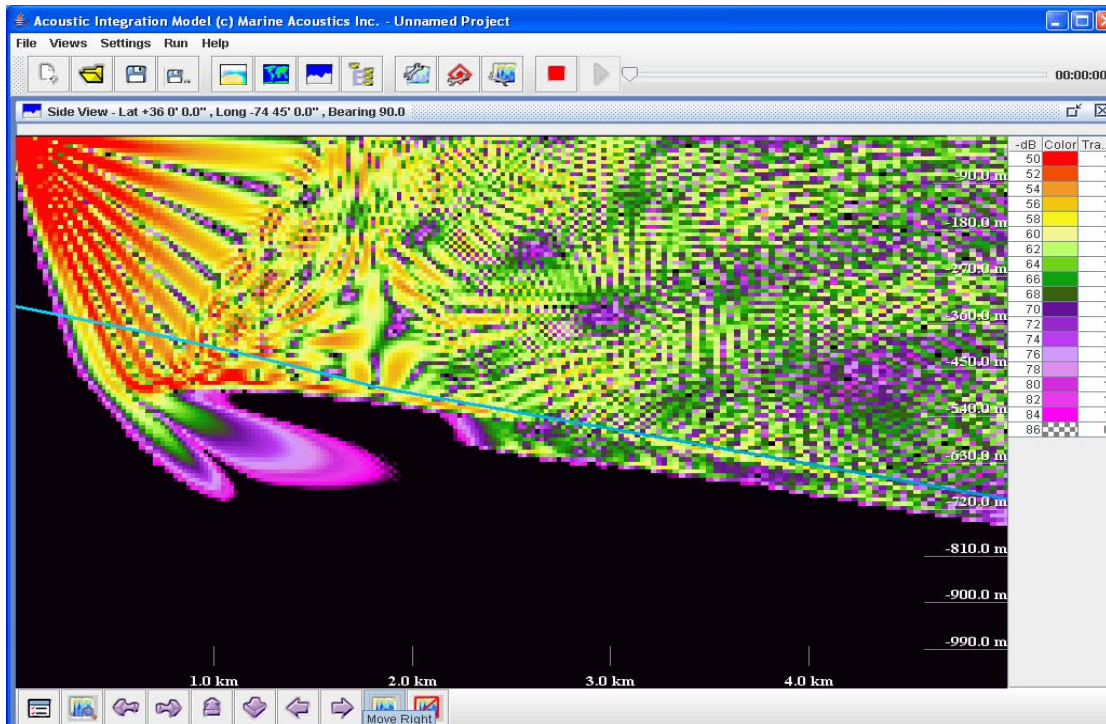 Acoustic Integration Model (c) Marine Acoustics Inc. - Unnamed Project
File Views Settings Run Help
00:00:00
Side View - Lat +36 0' 0.0" , Long -74 45' 0.0" , Bearing 90.0
-dB Color Tra..
50
52
54
56
58
60
62
64
66
68
70
72
74
76
78
80
82
84
86
-90.0 m
-180.0 m
-270.0 m
-360.0 m
-450.0 m
-540.0 m
-630.0 m
-720.0 m
-810.0 m
-900.0 m
-990.0 m
1.0 km 2.0 km 3.0 km 4.0 km
Move Right